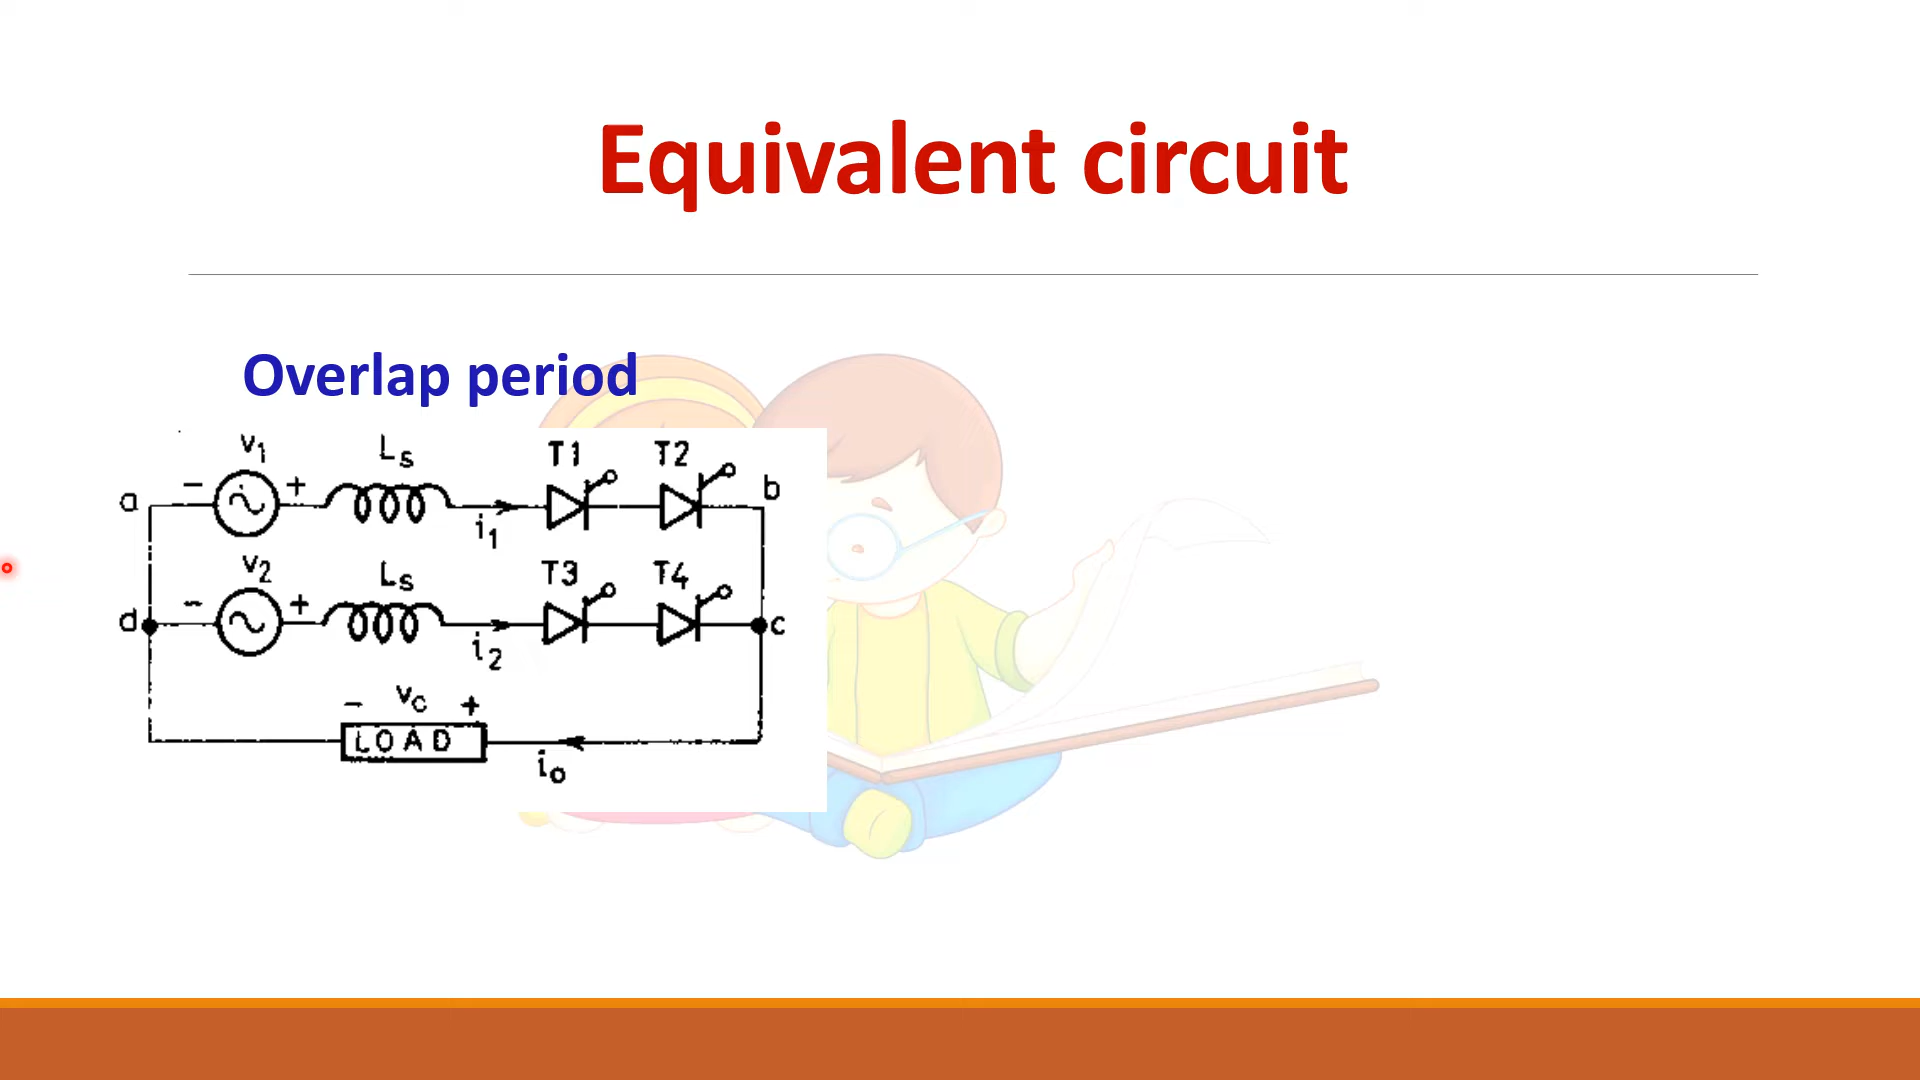 Equivalent circuit
Overlap period
v1 Ls T1 T2
a - + b
i1
v2 Ls T3 T4
d - + c
i2
- vc +
LOAD
io